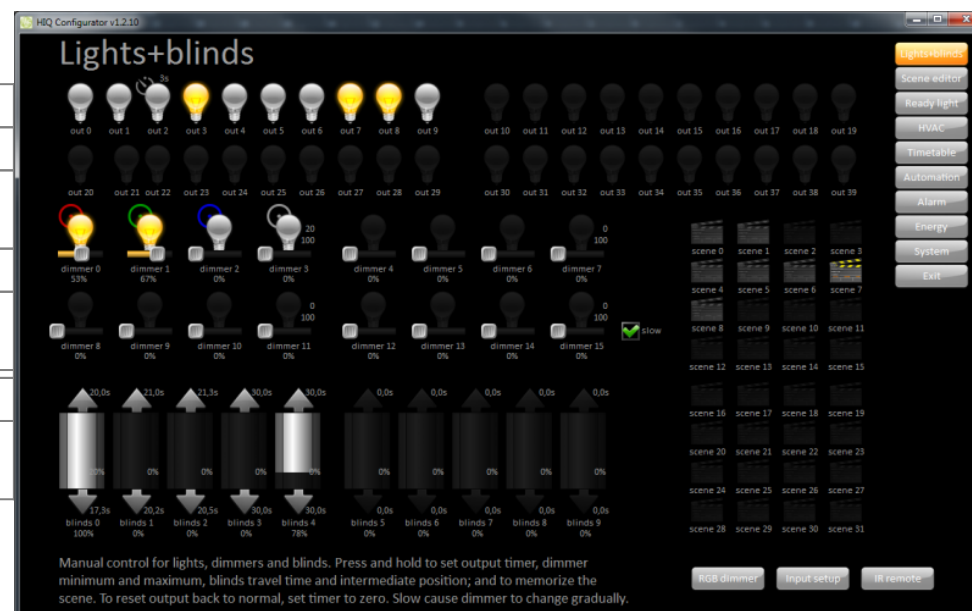 HIQ Configurator v1.2.10
Lights+blinds
3s
out 0 out 1 out 2 out 3 out 4 out 5 out 6 out 7 out 8 out 9 out 10 out 11 out 12 out 13 out 14 out 15 out 16 out 17 out 18 out 19
out 20 out 21 out 22 out 23 out 24 out 25 out 26 out 27 out 28 out 29 out 30 out 31 out 32 out 33 out 34 out 35 out 36 out 37 out 38 out 39
20 0
100 100
dimmer 0 dimmer 1 dimmer 2 dimmer 3 dimmer 4 dimmer 5 dimmer 6 dimmer 7
53% 67% 0% 0% 0% 0% 0% 0%
0 0
100 100
dimmer 8 dimmer 9 dimmer 10 dimmer 11 dimmer 12 dimmer 13 dimmer 14 dimmer 15
0% 0% 0% 0% 0% 0% 0% 0%
slow
20,0s 21,0s 21,3s 30,0s 30,0s 0,0s 0,0s 0,0s 0,0s 0,0s
0% 0% 0% 0% 0% 0% 0% 0% 0%
17,3s 20,2s 20,5s 30,0s 30,0s 0,0s 0,0s 0,0s 0,0s 0,0s
blinds 0 blinds 1 blinds 2 blinds 3 blinds 4 blinds 5 blinds 6 blinds 7 blinds 8 blinds 9
100% 0% 0% 0% 78% 0% 0% 0% 0% 0%
scene 0 scene 1 scene 2 scene 3
scene 4 scene 5 scene 6 scene 7
scene 8 scene 9 scene 10 scene 11
scene 12 scene 13 scene 14 scene 15
scene 16 scene 17 scene 18 scene 19
scene 20 scene 21 scene 22 scene 23
scene 24 scene 25 scene 26 scene 27
scene 28 scene 29 scene 30 scene 31
Lights+blinds
Scene editor
Ready light
HVAC
Timetable
Automation
Alarm
Energy
System
Exit
Manual control for lights, dimmers and blinds. Press and hold to set output timer, dimmer
minimum and maximum, blinds travel time and intermediate position; and to memorize the
scene. To reset output back to normal, set timer to zero. Slow cause dimmer to change gradually.
RGB dimmer Input setup IR remote